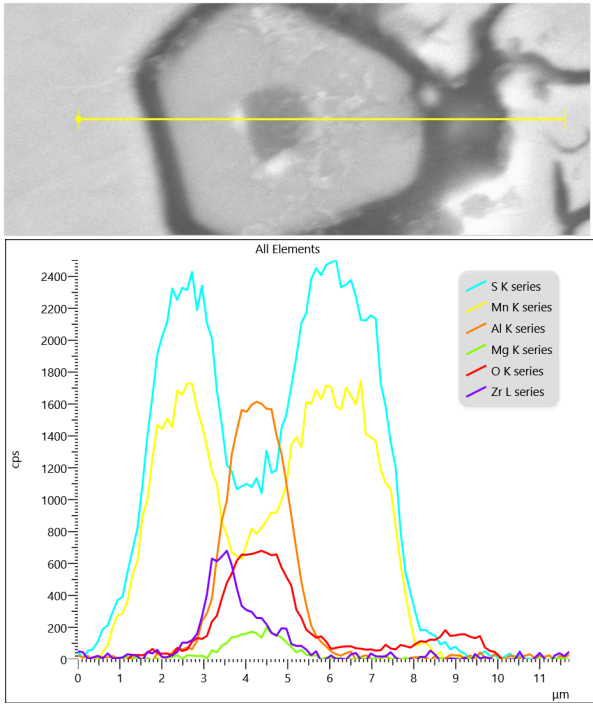 All Elements
cps
2400
2200
2000
1800
1600
1400
1200
1000
800
600
400
200
0
S K series
Mn K series
Al K series
Mg K series
O K series
Zr L series
0 1 2 3 4 5 6 7 8 9 10 11
µm